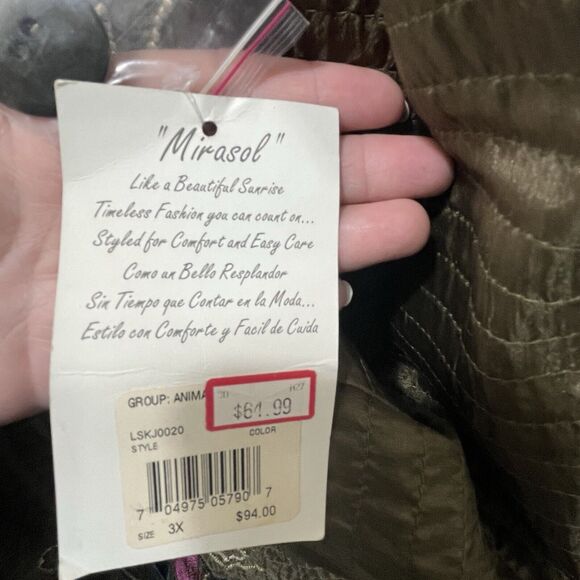 "Mirasol"
Like a Beautiful Sunrise
Timeless Fashion you can count on...
Styled for Comfort and Easy Care
Como un Bello Resplandor
Sin Tiempo que Contar en la Moda...
Estilo con Comforte y Facil de Cuida
GROUP: ANIMA
$61.99
LSKJ0020
STYLE
COLOR
7 04975 05790 7
SIZE 3X $94.00